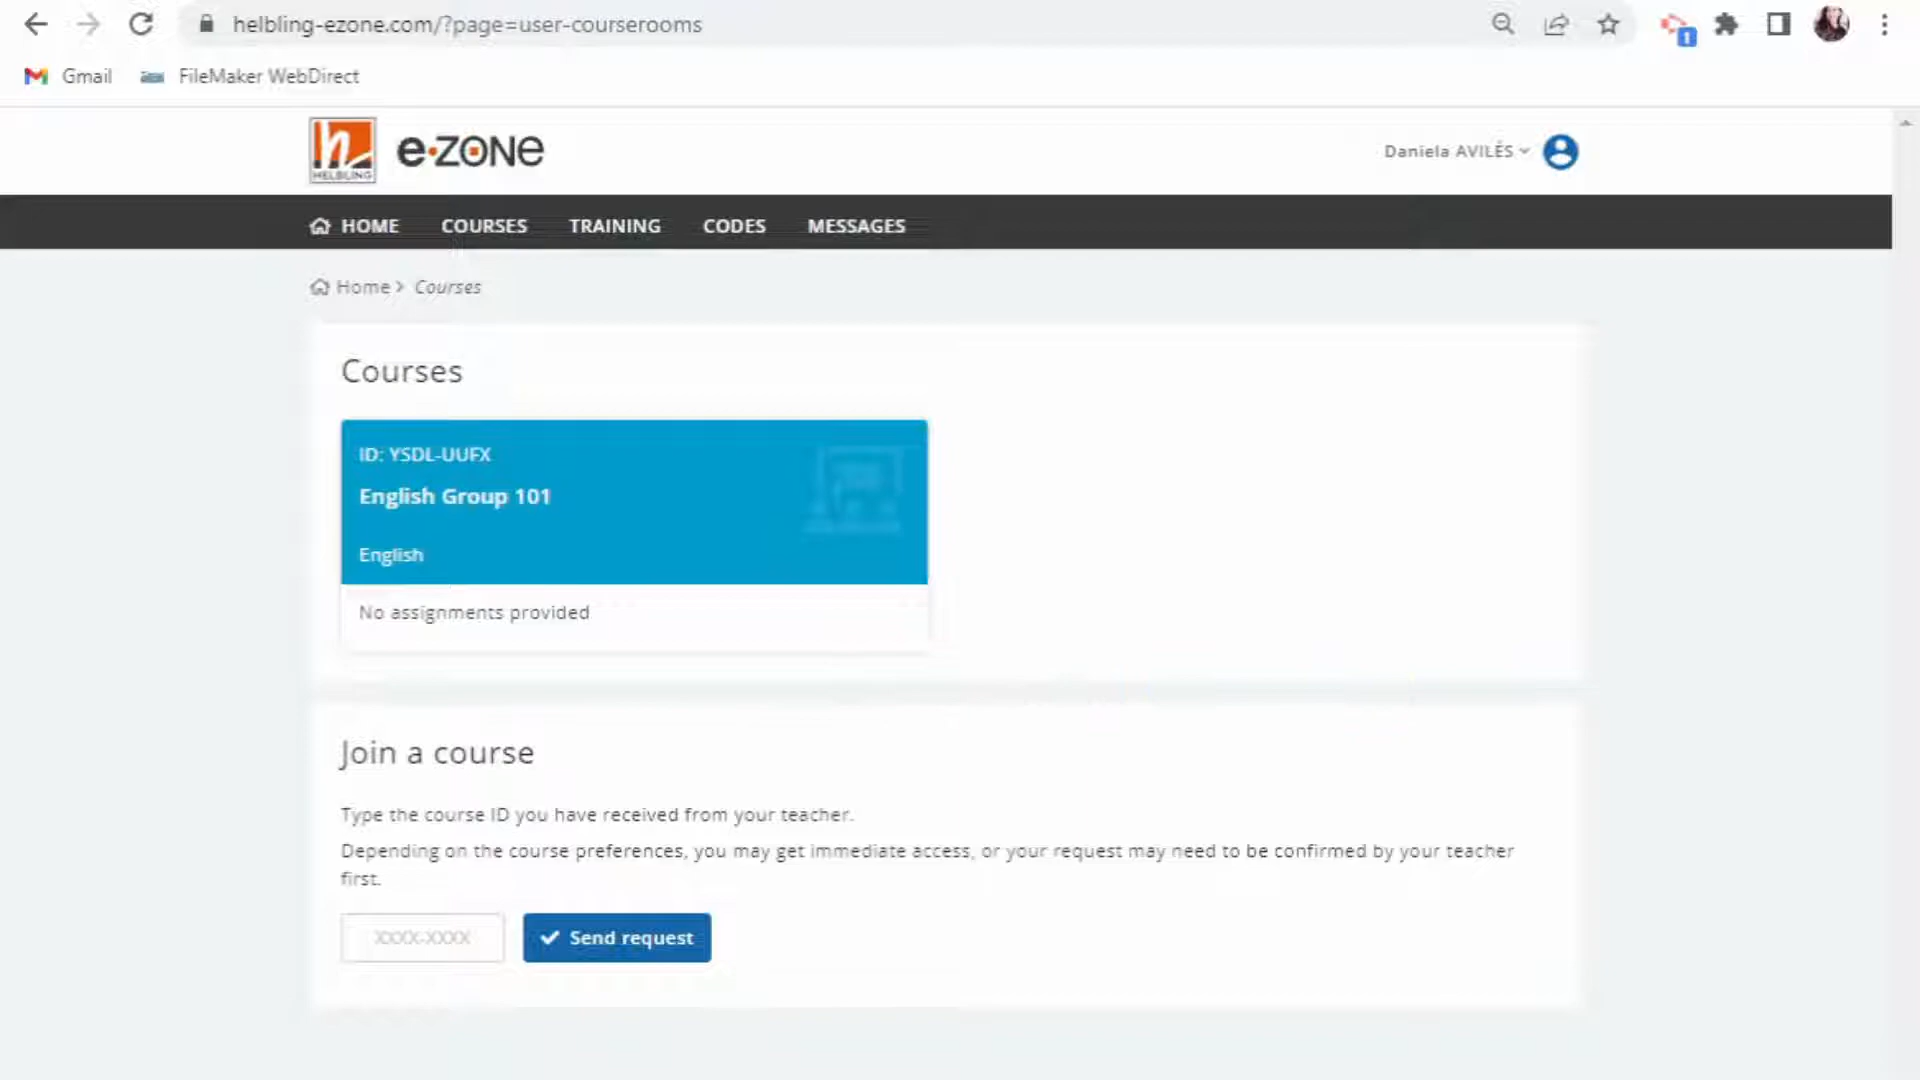 helbling-ezone.com/?page=user-courserooms
1
Gmail FileMaker WebDirect
h
HELBLING
e·ZONE
Daniela AVILÉS
HOME COURSES TRAINING CODES MESSAGES
Home > Courses
Courses
ID: YSDL-UUFX
English Group 101
English
No assignments provided
Join a course
Type the course ID you have received from your teacher.
Depending on the course preferences, you may get immediate access, or your request may need to be confirmed by your teacher
first.
XXXX-XXXX
Send request